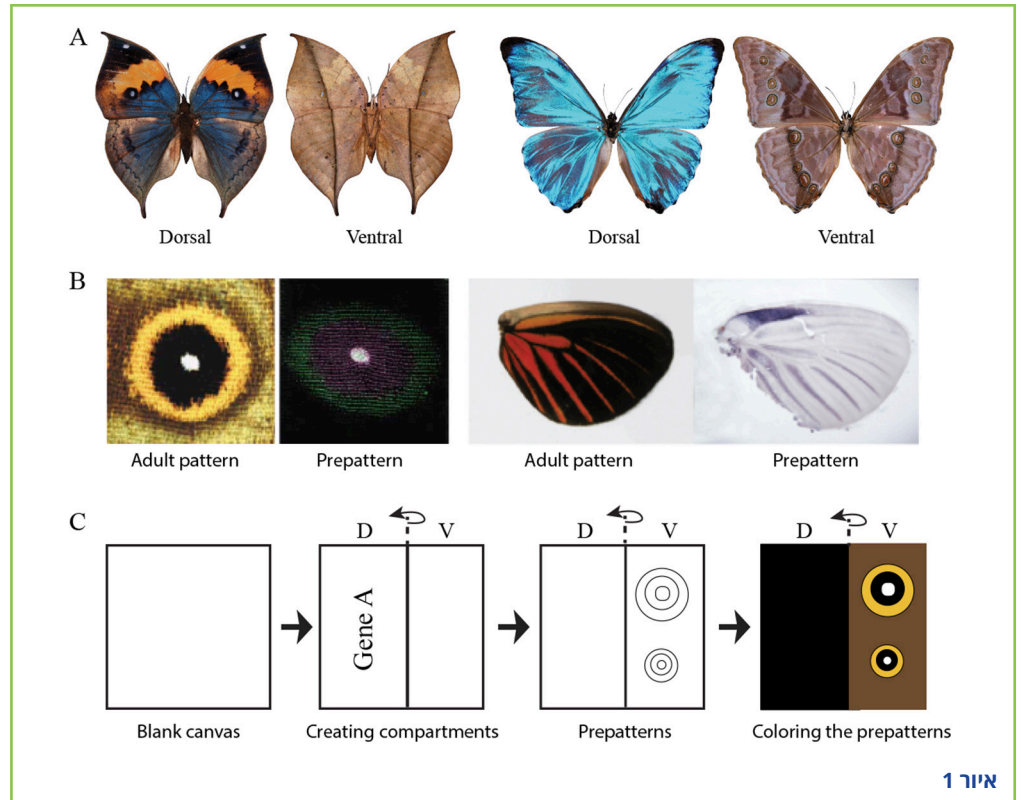 A
Dorsal Ventral Dorsal Ventral
B
Adult pattern Prepattern Adult pattern Prepattern
C
D V D V D V
Gene A
Blank canvas Creating compartments Prepatterns Coloring the prepatterns
איור 1